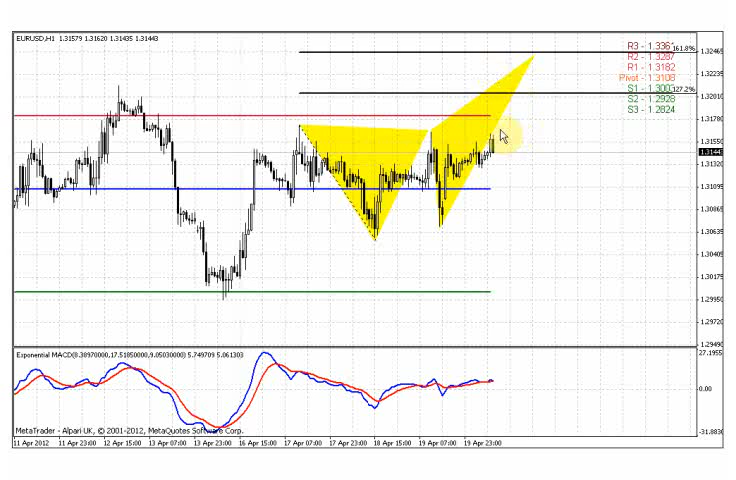 EURUSD,H1 1.31579 1.31620 1.31435 1.31443
R3 - 1.3361
161.8%
R2 - 1.3287
R1 - 1.3182
Pivot - 1.3108
S1 - 1.3003
127.2%
S2 - 1.2928
S3 - 1.2824
1.32465
1.32235
1.32010
1.31780
1.31550
1.3144
1.31320
1.31095
1.30865
1.30635
1.30405
1.30175
1.29950
1.29720
1.29490
Exponential MACD(8.30970000,17.51850000,9.05030000) 5.749709 5.061303
27.1955
0.00
-31.8830
MetaTrader - Alpari UK, © 2001-2012, MetaQuotes Software Corp.
11 Apr 2012 11 Apr 23:00 12 Apr 15:00 13 Apr 07:00 13 Apr 23:00 16 Apr 15:00 17 Apr 07:00 17 Apr 23:00 18 Apr 15:00 19 Apr 07:00 19 Apr 23:00